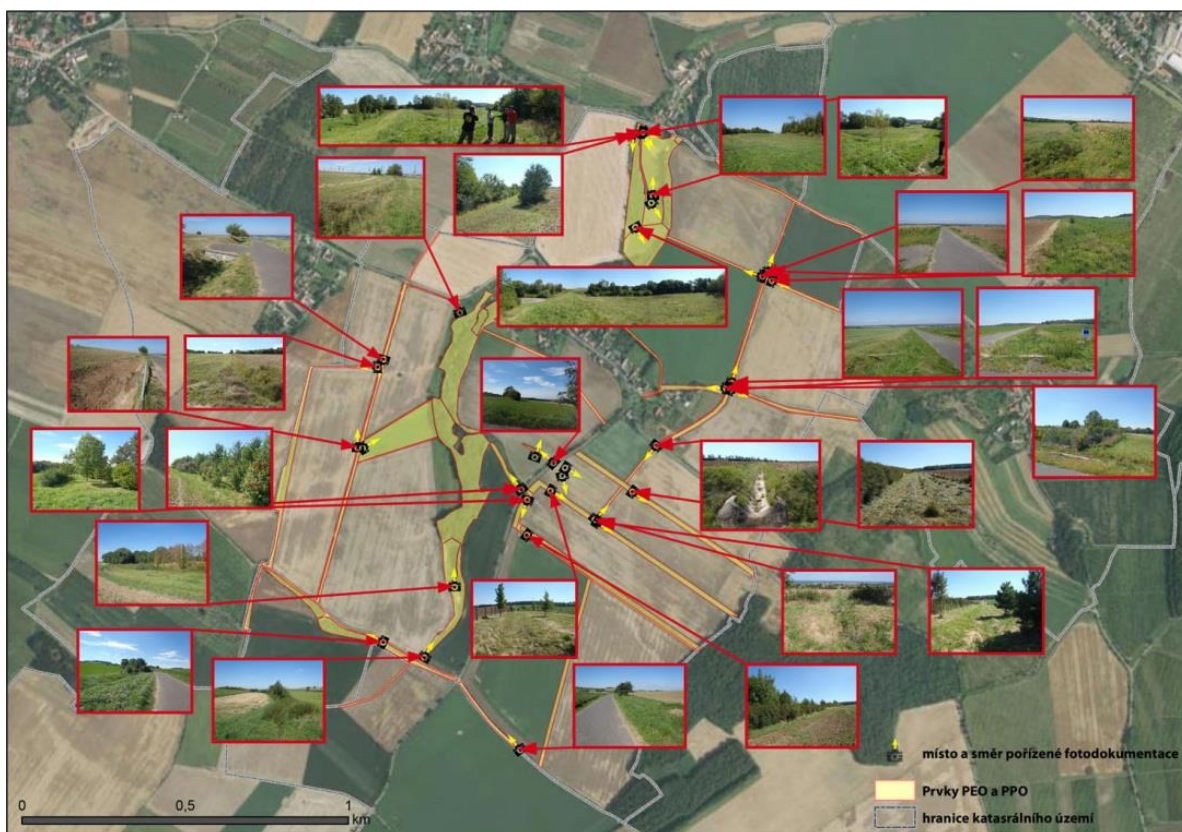 místo a směr pořízené fotodokumentace
Prvky PEO a PPO
hranice katasrálního území
0 0,5 1
km